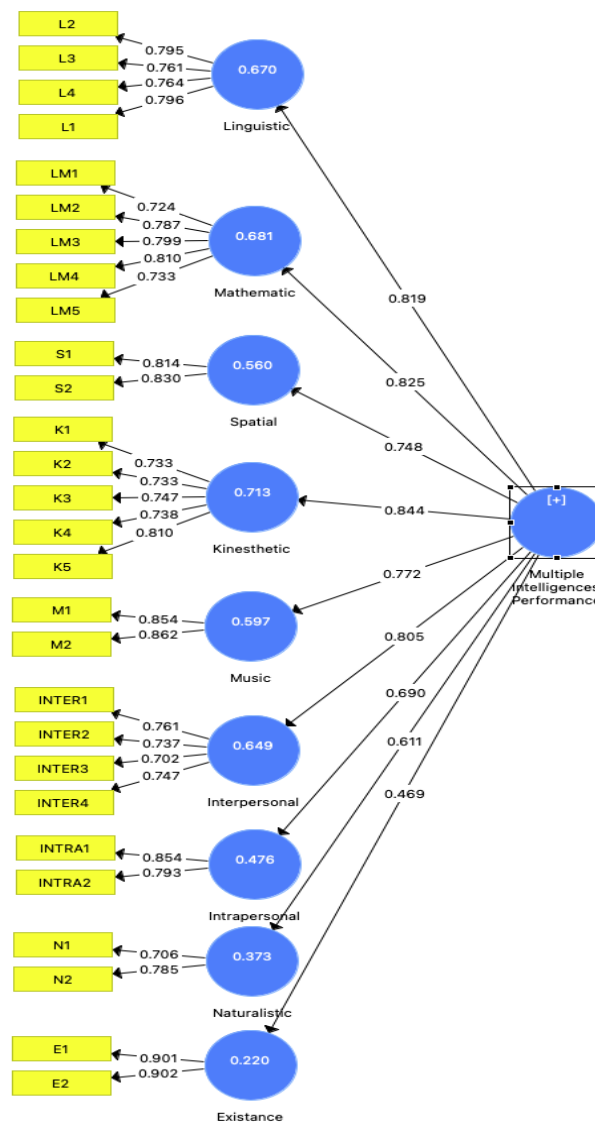 L2
L3
L4
L1
0.795
0.761
0.764
0.796
0.670
Linguistic
LM1
LM2
LM3
LM4
LM5
0.724
0.787
0.799
0.810
0.733
0.681
Mathematic
S1
S2
0.814
0.830
0.560
Spatial
K1
K2
K3
K4
K5
0.733
0.733
0.747
0.738
0.810
0.713
Kinesthetic
M1
M2
0.854
0.862
0.597
Music
INTER1
INTER2
INTER3
INTER4
0.761
0.737
0.702
0.747
0.649
Interpersonal
INTRA1
INTRA2
0.854
0.793
0.476
Intrapersonal
N1
N2
0.706
0.785
0.373
Naturalistic
E1
E2
0.901
0.902
0.220
Existance
0.819
0.825
0.748
0.844
0.772
0.805
0.690
0.611
0.469
[+]
Multiple
Intelligences
Performance